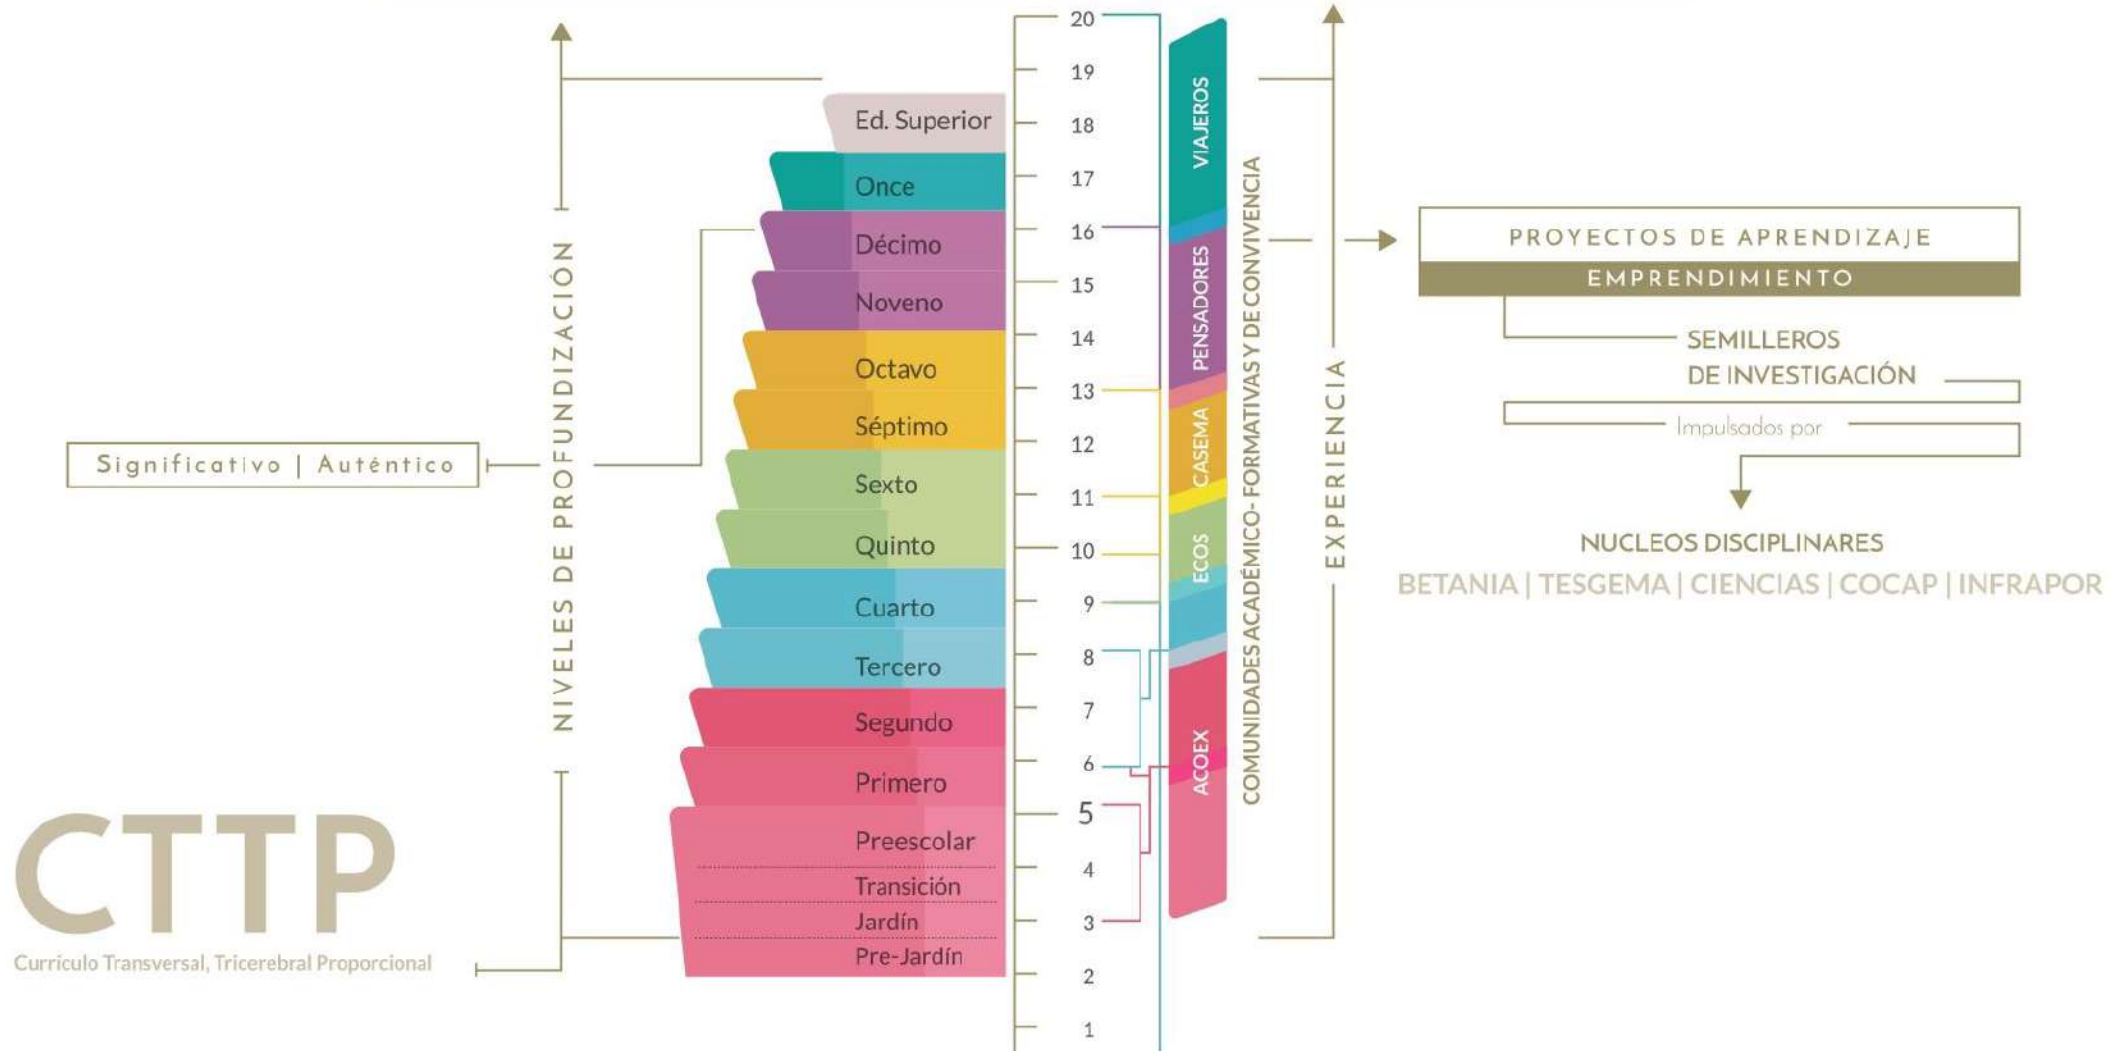 Significativo | Auténtico
CTTP
Currículo Transversal, Tricerebral Proporcional
NIVELES DE PROFUNDIZACIÓN
Ed. Superior
Once
Décimo
Noveno
Octavo
Séptimo
Sexto
Quinto
Cuarto
Tercero
Segundo
Primero
Preescolar
Transición
Jardín
Pre-Jardín
20
19
18
17
16
15
14
13
12
11
10
9
8
7
6
5
4
3
2
1
VIAJEROS
PENSADORES
CASEMA
ECOS
ACOEX
COMUNIDADES ACADÉMICO- FORMATIVAS Y DE CONVIVENCIA
EXPERIENCIA
PROYECTOS DE APRENDIZAJE
EMPRENDIMIENTO
SEMILLEROS
DE INVESTIGACIÓN
Impulsados por
NUCLEOS DISCIPLINARES
BETANIA | TESGEMA | CIENCIAS | COCAP | INFRAPOR